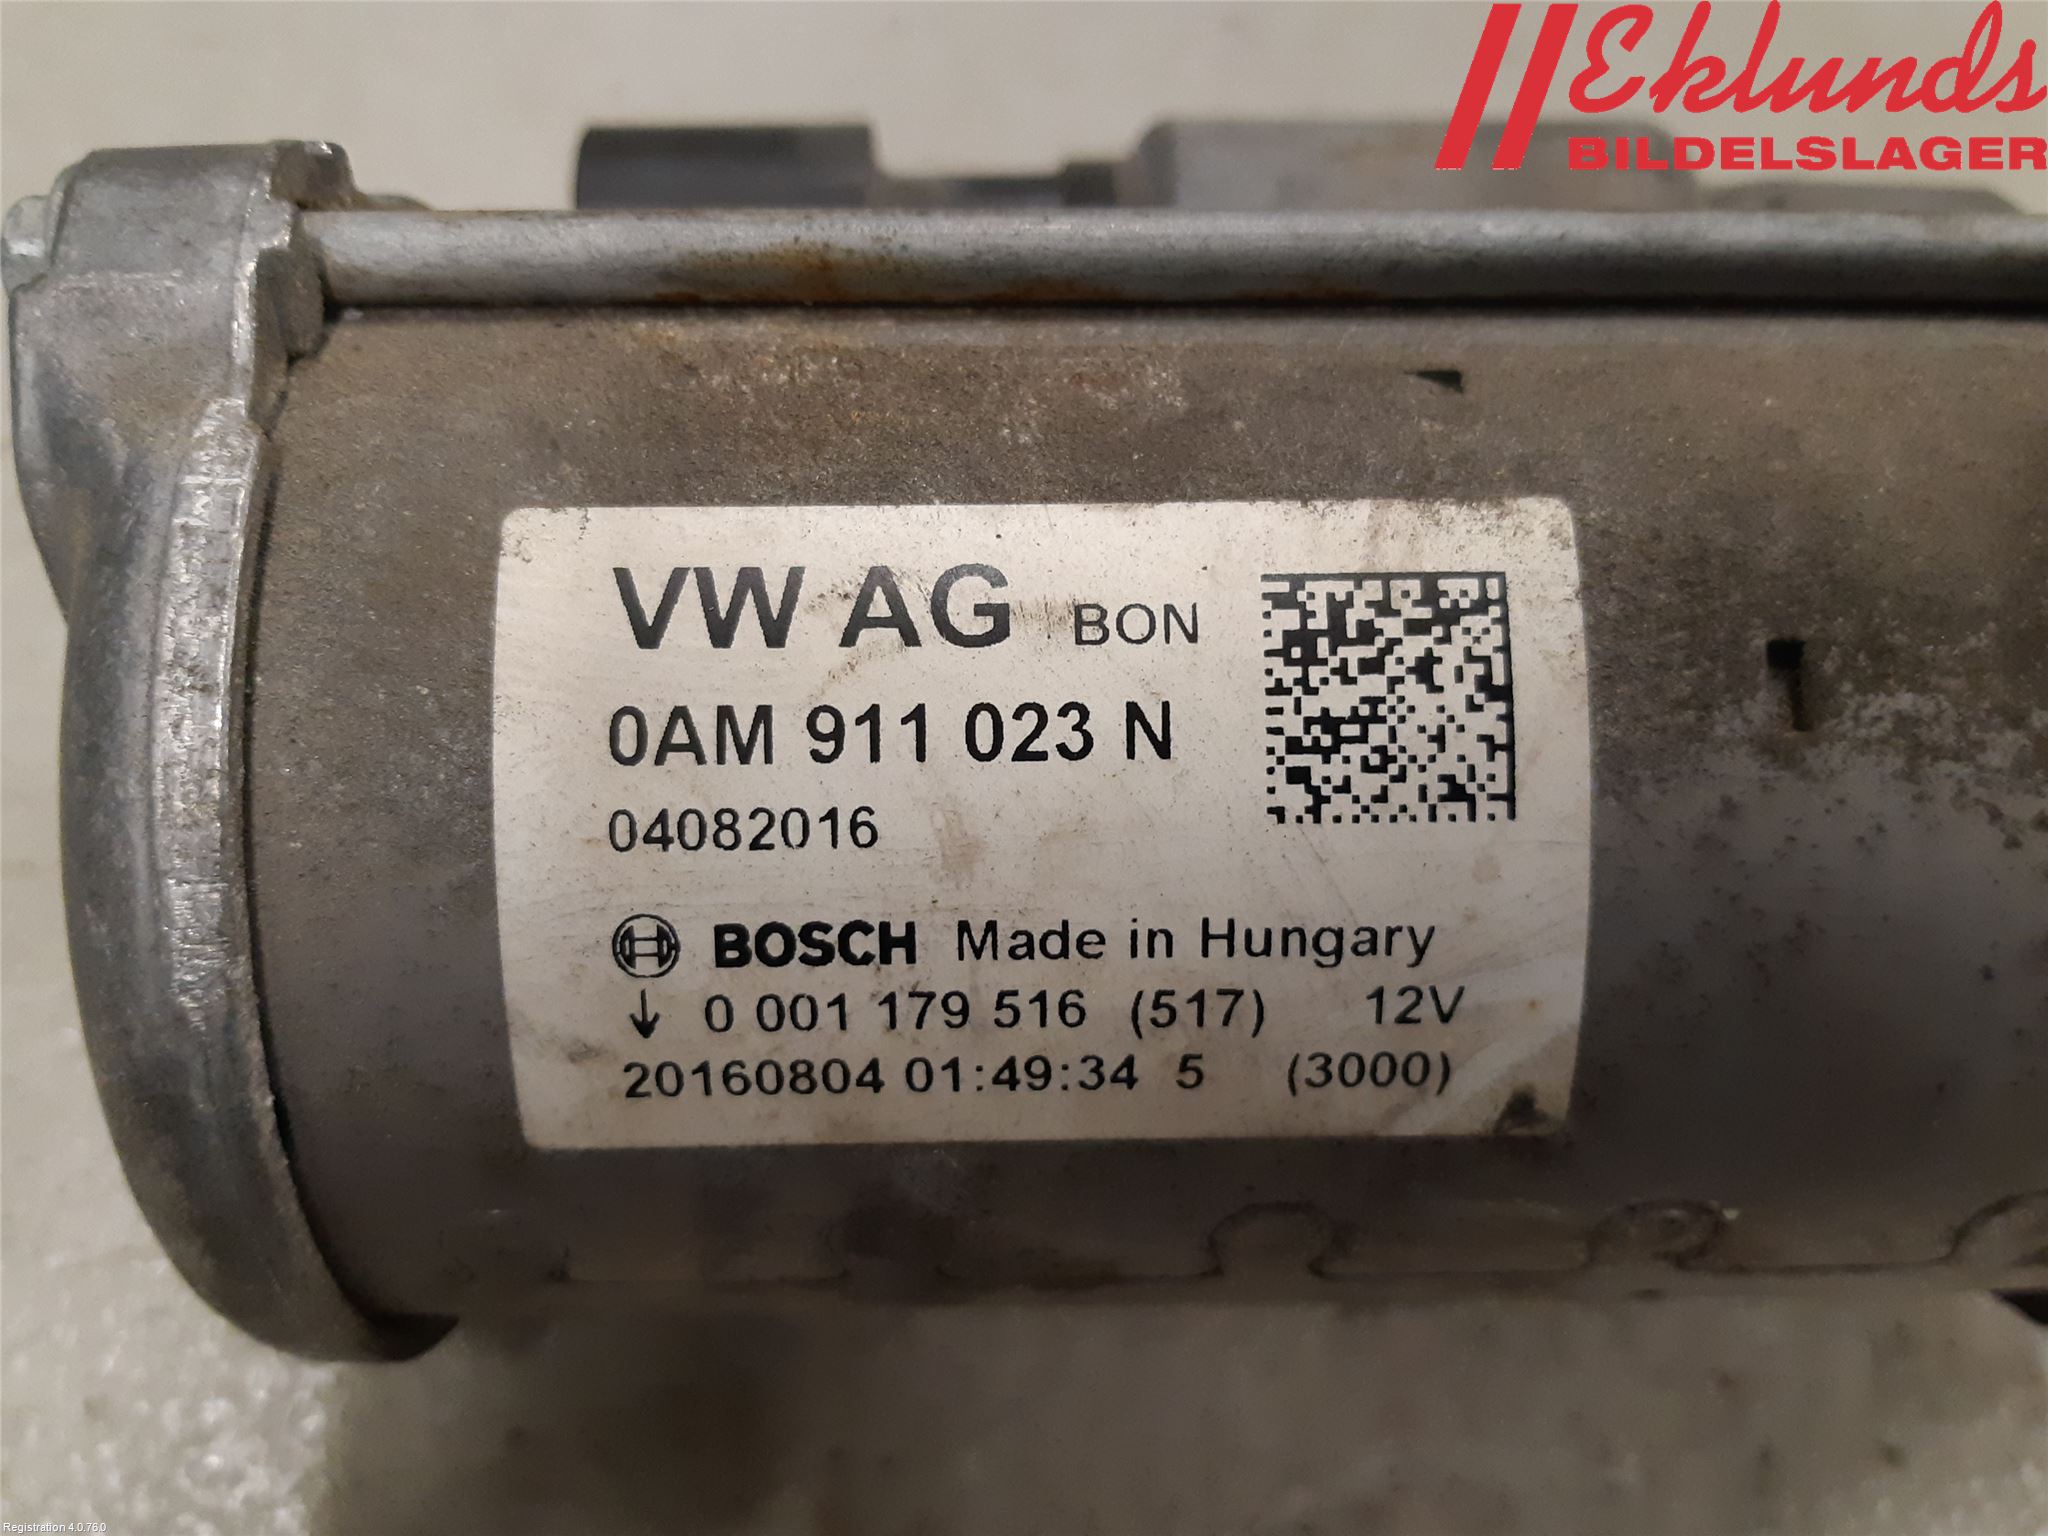 Eklunds
BILDELSLAGER
VW AG BON
0AM 911 023 N
04082016
BOSCH Made in Hungary
↓ 0 001 179 516 (517) 12V
20160804 01:49:34 5 (3000)
Registration 4.0.76.0